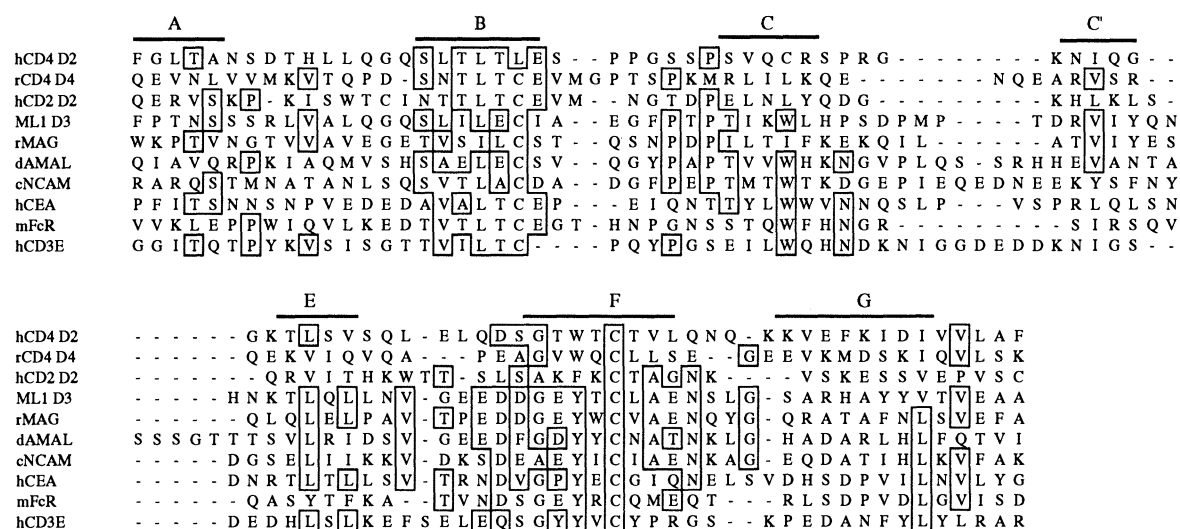 A B C C'
hCD4 D2 F G L T A N S D T H L L Q G Q S L T L T L E S - - P P G S S P S V Q C R S P R G - - - - - - - - K N I Q G -
rCD4 D4 Q E V N L V V M K V T Q P D - S N T L T C E V M G P T S P K M R L I L K Q E - - - - - - N Q E A R V S R - -
hCD2 D2 Q E R V S K P - K I S W T C I N T T L T C E V M - - N G T D P E L N L Y Q D G - - - - - - - - K H L K L S -
ML1 D3 F P T N S S S R L V A L Q G Q S L I L E C I A - - E G F P T P T I K W L H P S D P M P - - - T D R V I Y Q N
rMAG W K P T V N G T V V A V E G E T V S I L C S - - - Q S N P D P I L T I F K E K Q I L - - - - - A T V I Y E S
dAMAL Q I A V Q R P K I A Q M V S H S A E L E C S V - - Q G Y P A P T V V W H K N G V P L Q S - S R H H E V A N T A
cNCAM R A R Q S T M N A T A N L S Q S V T L A C D A - - D G F P E P T M T W T K D G E P I E Q E D N E E K Y S F N Y
hCEA P F I T S N N S N P V E D E D A V A L T C E P - - E I Q N T T Y L W W V N N Q S L P - - V S P R L Q L S N
mFcR V V K L E P P W I Q V L K E D T V T L T C E G T - H N P G N S S T Q W F H N G R - - - - - - - S I R S Q V
hCD3E G G I T Q T P Y K V S I S G T T V I L T C - - - - P Q Y P G S E I L W Q H N D K N I G G D E D D K N I G S - -
E F G
hCD4 D2 - - - - - - G K T L S V S Q L - E L Q D S G T W T C T V L Q N Q - K K V E F K I D I V V L A F
rCD4 D4 - - - - - - Q E K V I Q V Q A - - P E A G V W Q C L L S E - G E E V K M D S K I Q V L S K
hCD2 D2 - - - - - - - Q R V I T H K W T T - S L S A K F K C T A G N K - - - V S K E S S V E P V S C
ML1 D3 - - - - - H N K T L Q L L N V - G E E D D G E Y T C L A E N S L G - S A R H A Y Y V T V E A A
rMAG - - - - - - Q L Q L E L P A V - T P E D D G E Y W C V A E N Q Y G - Q R A T A F N L S V E F A
dAMAL S S S G T T T S V L R I D S V - G E E D F G D Y Y C N A T N K L G - H A D A R L H L F Q T V I
cNCAM - - - - - D G S E L I I K K V - D K S D E A E Y I C I A E N K A G - E Q D A T I H L K V F A K
hCEA - - - - - D N R T L T L L S V - T R N D V G P Y E C G I Q N E L S V D H S D P V I L N V L Y G
mFcR - - - - - - Q A S Y T F K A - T V N D S G E Y R C Q M E Q T - - R L S D P V D L G V I S D
hCD3E - - - - - D E D H L S L K E F S E L E Q S G Y Y V C Y P R G S - - K P E D A N F Y L Y L R A R